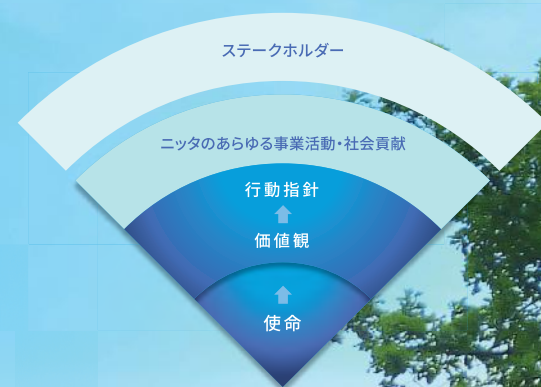 ステークホルダー
ニッタのあらゆる事業活動・社会貢献
行動指針
価値観
使命